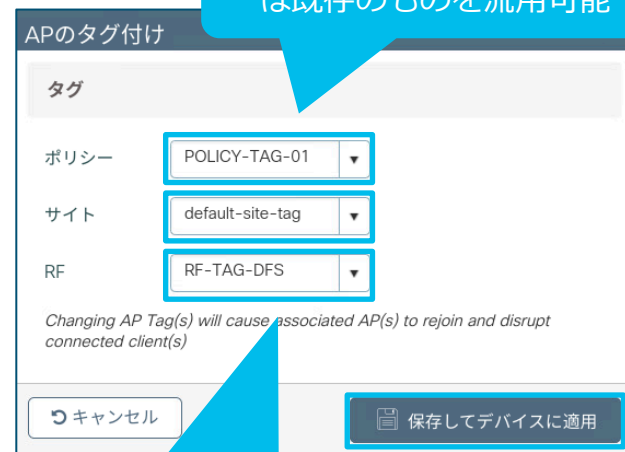 は既存のものを流用可能
APのタグ付け
タグ
ポリシー
POLICY-TAG-01
サイト
default-site-tag
RF
RF-TAG-DFS
Changing AP Tag(s) will cause associated AP(s) to rejoin and disrupt
connected client(s)
キャンセル
保存してデバイスに適用